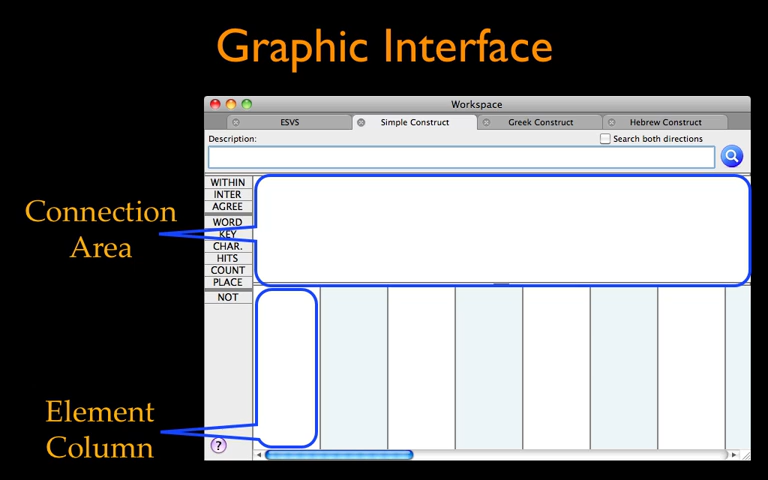 Graphic Interface
Workspace
ESVS
Simple Construct
Greek Construct
Hebrew Construct
Description:
Search both directions
WITHIN
INTER
AGREE
WORD
KEY
CHAR.
HITS
COUNT
PLACE
NOT
Connection
Area
Element
Column
?